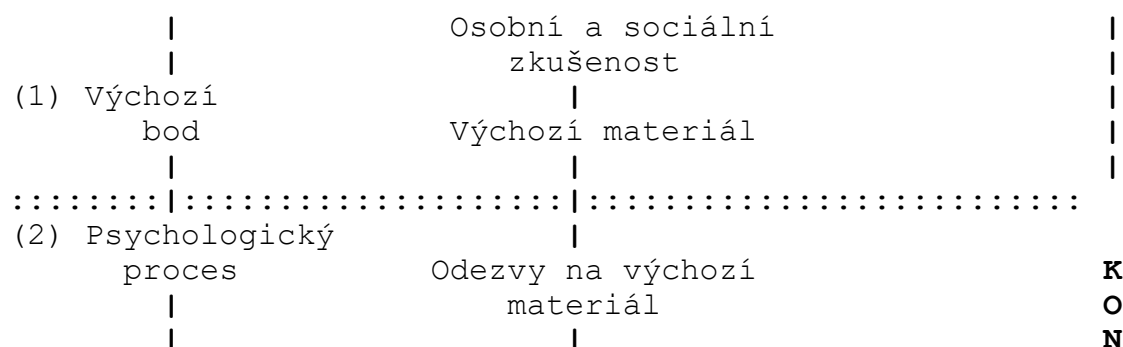 Osobní a sociální
zkušenost
(1) Výchozí
bod Výchozí materiál
(2) Psychologický
proces Odezvy na výchozí K
materiál O
N